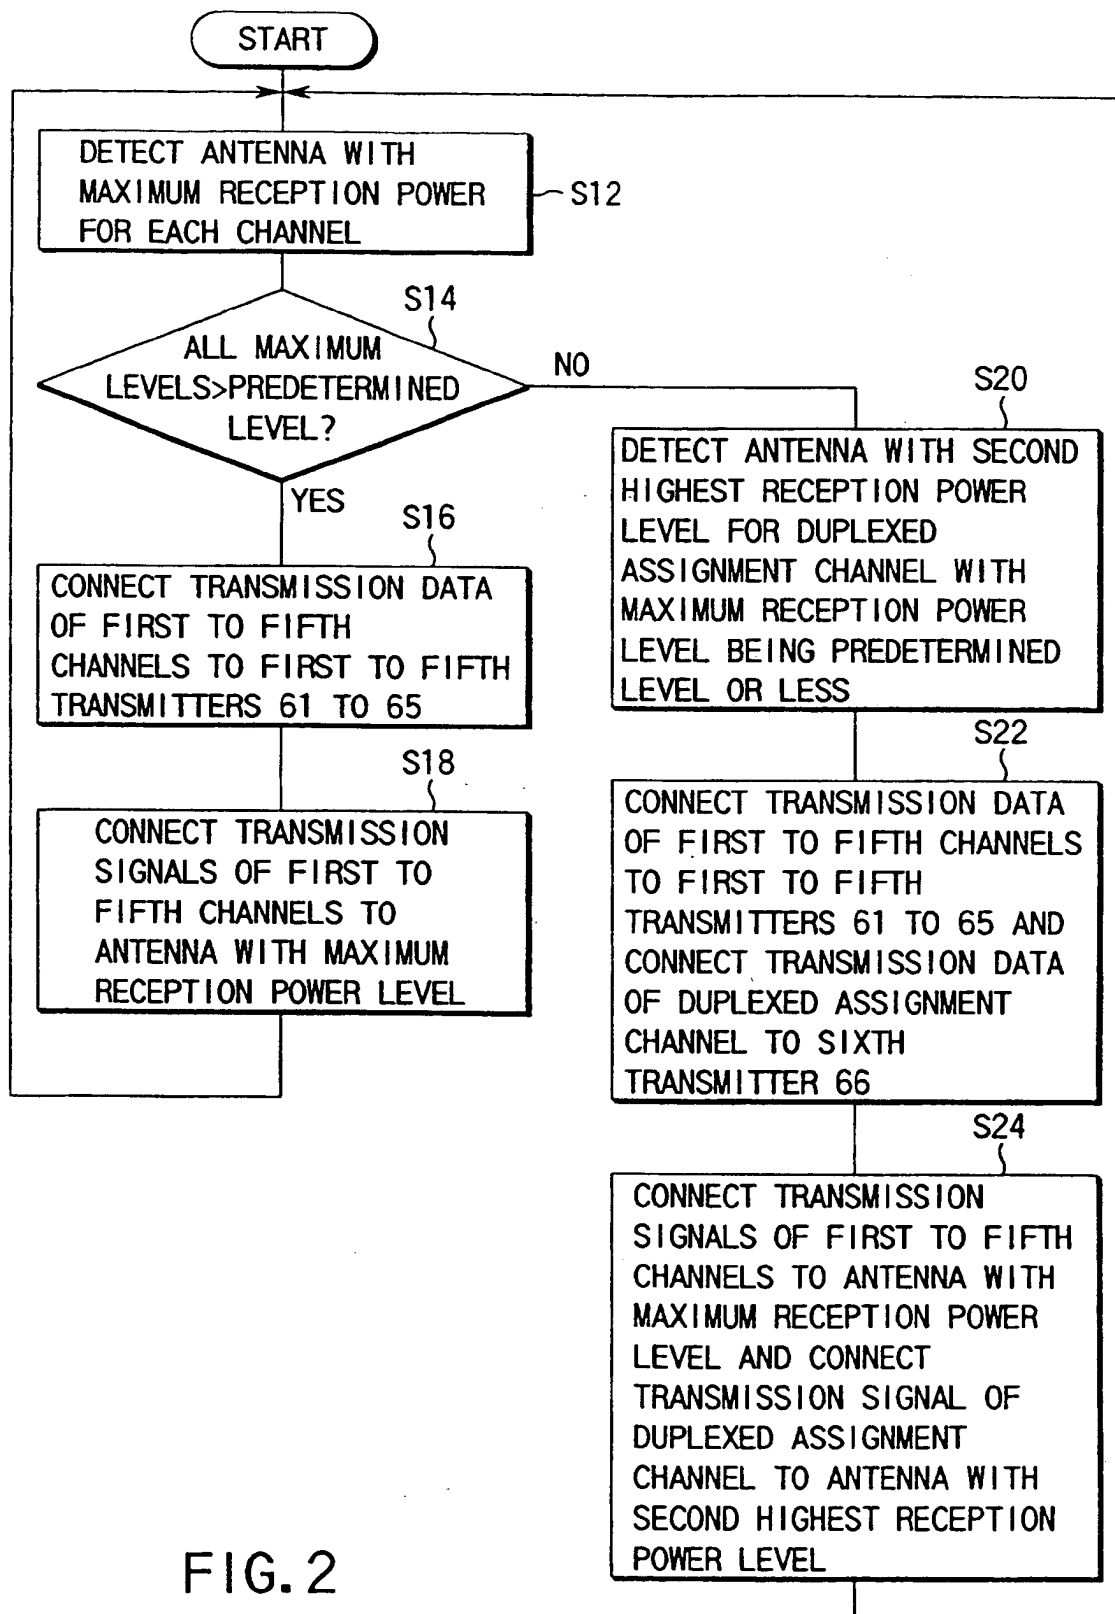 START
DETECT ANTENNA WITH
MAXIMUM RECEPTION POWER
FOR EACH CHANNEL
S12
S14
ALL MAXIMUM
LEVELS>PREDETERMINED
LEVEL?
NO
YES
S16
CONNECT TRANSMISSION DATA
OF FIRST TO FIFTH
CHANNELS TO FIRST TO FIFTH
TRANSMITTERS 61 TO 65
S18
CONNECT TRANSMISSION
SIGNALS OF FIRST TO
FIFTH CHANNELS TO
ANTENNA WITH MAXIMUM
RECEPTION POWER LEVEL
S20
DETECT ANTENNA WITH SECOND
HIGHEST RECEPTION POWER
LEVEL FOR DUPLEXED
ASSIGNMENT CHANNEL WITH
MAXIMUM RECEPTION POWER
LEVEL BEING PREDETERMINED
LEVEL OR LESS
S22
CONNECT TRANSMISSION DATA
OF FIRST TO FIFTH CHANNELS
TO FIRST TO FIFTH
TRANSMITTERS 61 TO 65 AND
CONNECT TRANSMISSION DATA
OF DUPLEXED ASSIGNMENT
CHANNEL TO SIXTH
TRANSMITTER 66
S24
CONNECT TRANSMISSION
SIGNALS OF FIRST TO FIFTH
CHANNELS TO ANTENNA WITH
MAXIMUM RECEPTION POWER
LEVEL AND CONNECT
TRANSMISSION SIGNAL OF
DUPLEXED ASSIGNMENT
CHANNEL TO ANTENNA WITH
SECOND HIGHEST RECEPTION
POWER LEVEL
FIG. 2